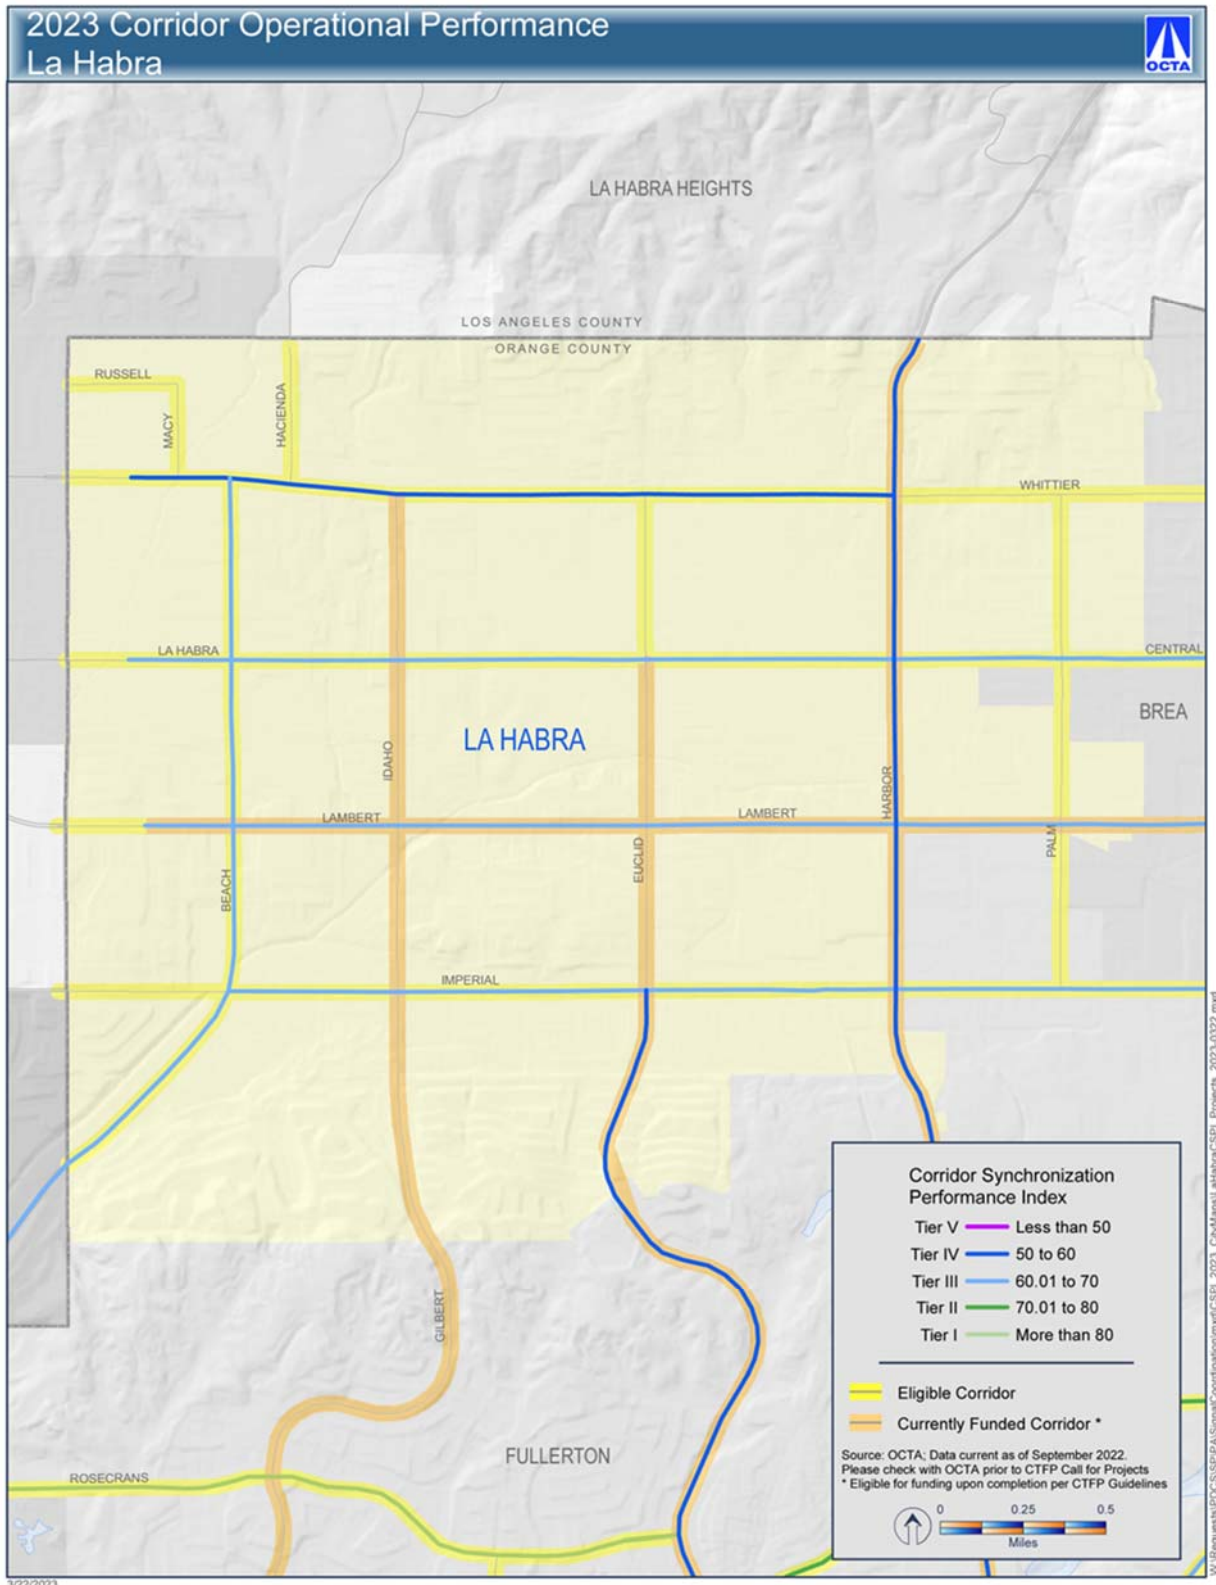 2023 Corridor Operational Performance
La Habra
OCTA
LA HABRA HEIGHTS
LOS ANGELES COUNTY
ORANGE COUNTY
RUSSELL
MACY
HACIENDA
WHITTIER
LA HABRA
CENTRAL
BREA
LA HABRA
IDAHO
HARBOR
LAMBERT
LAMBERT
EUCLID
PALM
BEACH
IMPERIAL
Corridor Synchronization
Performance Index
Tier V Less than 50
Tier IV 50 to 60
Tier III 60.01 to 70
Tier II 70.01 to 80
Tier I More than 80
GILBERT
Eligible Corridor
Currently Funded Corridor *
FULLERTON
Source: OCTA; Data current as of September 2022.
Please check with OCTA prior to CTFP Call for Projects
* Eligible for funding upon completion per CTFP Guidelines
ROSECRANS
0 0.25 0.5
Miles
3/22/2023